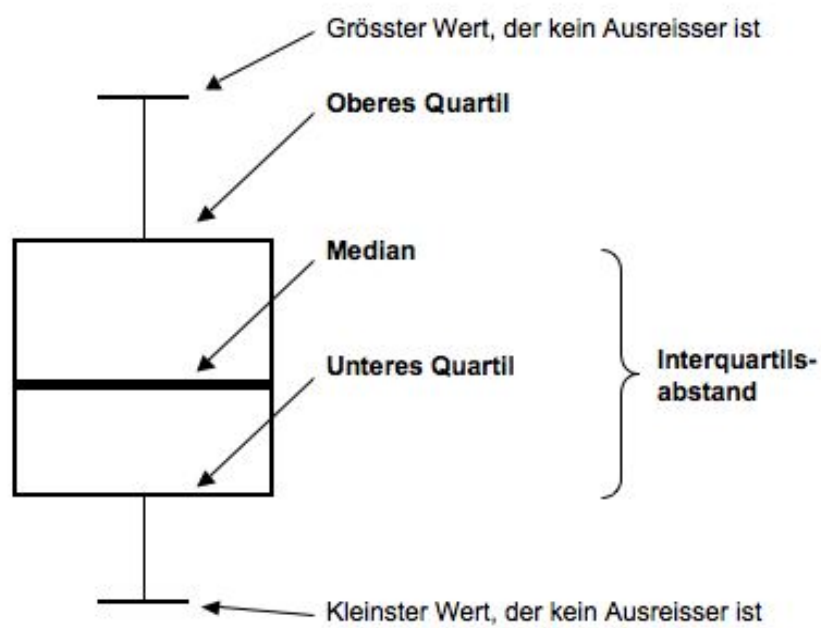 Grösster Wert, der kein Ausreisser ist
Oberes Quartil
Median
Unteres Quartil
Interquartils-
abstand
Kleinster Wert, der kein Ausreisser ist